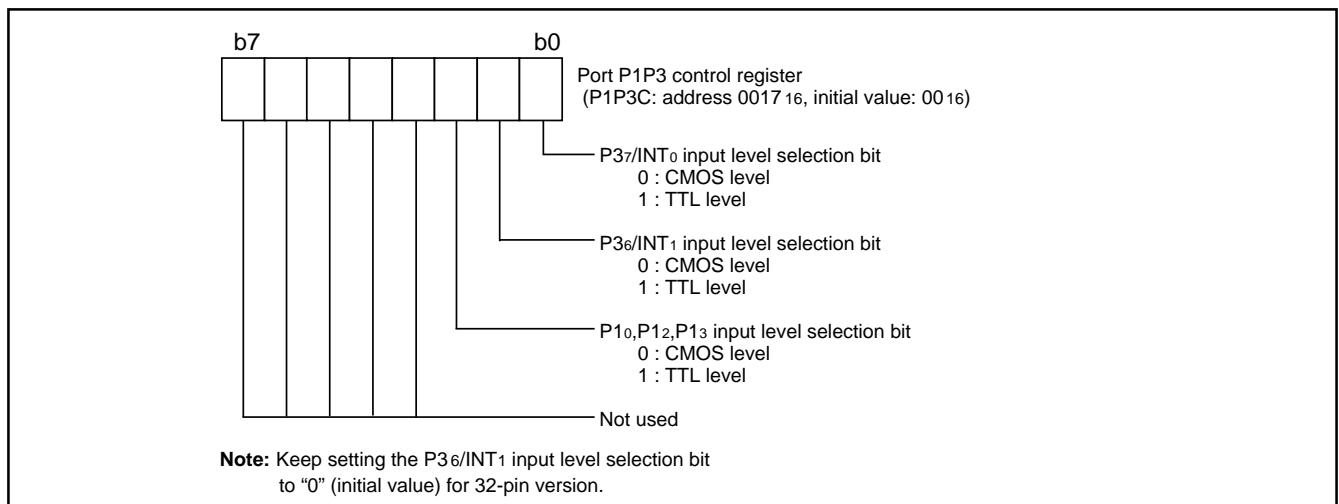 b7 b0
Port P1P3 control register
(P1P3C: address 0017 16, initial value: 00 16)
P37/INT0 input level selection bit
0 : CMOS level
1 : TTL level
P36/INT1 input level selection bit
0 : CMOS level
1 : TTL level
P10,P12,P13 input level selection bit
0 : CMOS level
1 : TTL level
Not used
Note: Keep setting the P36/INT1 input level selection bit
to “0” (initial value) for 32-pin version.